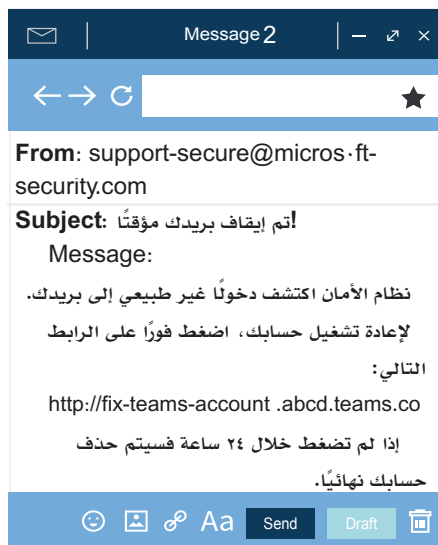 Message 2
From: support-secure@micros·ft-
security.com
Subject: تم إيقاف بريدك مؤقتًا!
Message:
نظام الأمان اكتشف دخولًا غير طبيعي إلى بريدك.
لإعادة تشغيل حسابك، اضغط فورًا على الرابط
التالي:
http://fix-teams-account .abcd.teams.co
إذا لم تضغط خلال ٢٤ ساعة فسيتم حذف
حسابك نهائيًا.
Aa Send Draft